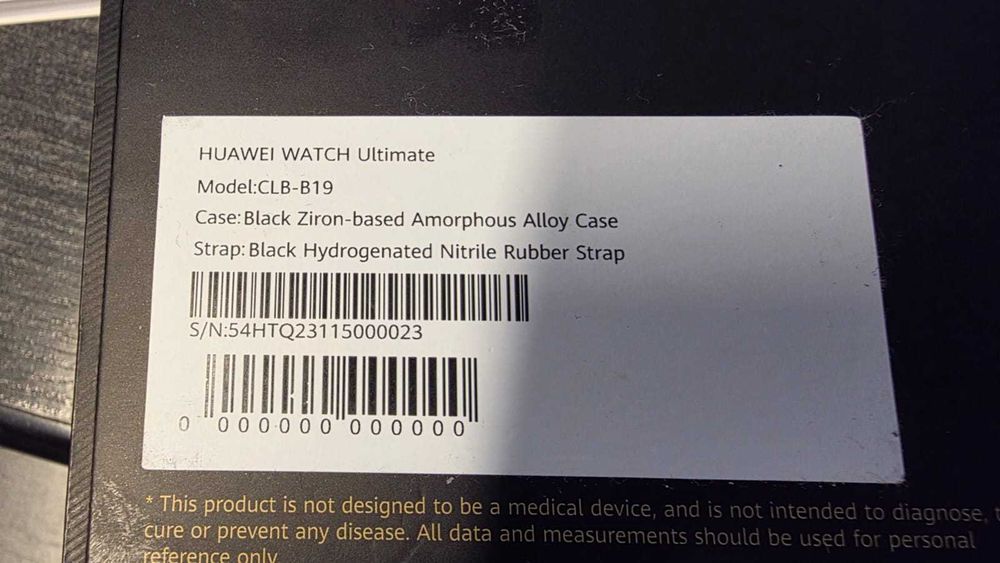 HUAWEI WATCH Ultimate
Model:CLB-B19
Case:Black Ziron-based Amorphous Alloy Case
Strap:Black Hydrogenated Nitrile Rubber Strap
S/N:54HTQ23115000023
0 000000 000000
* This product is not designed to be a medical device, and is not intended to diagnose,
cure or prevent any disease. All data and measurements should be used for personal
reference only